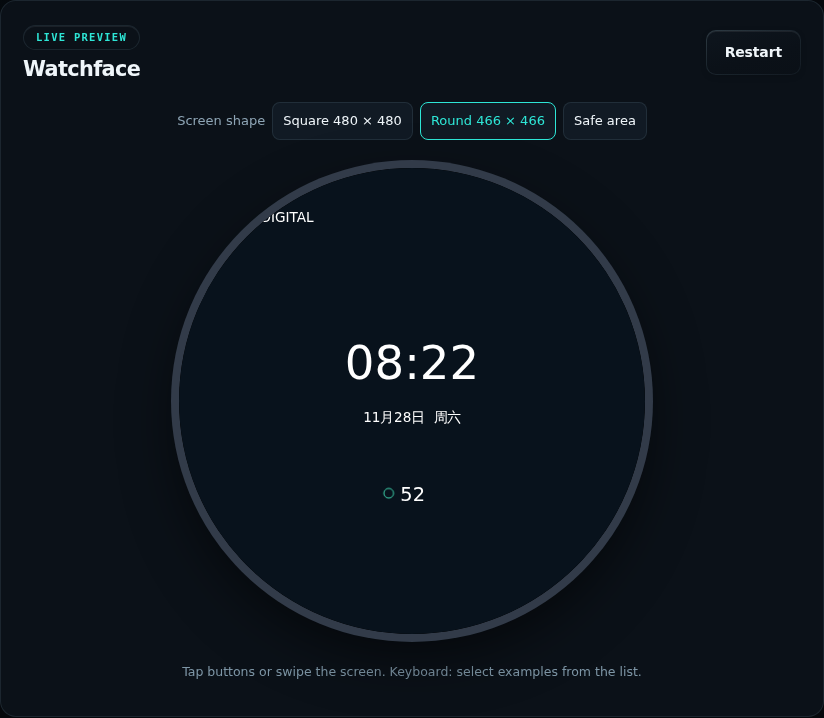 LIVE PREVIEW
Watchface
Restart
Screen shape
Square 480 × 480
Round 466 × 466
Safe area
08:22
11月28日 周六
52
Tap buttons or swipe the screen. Keyboard: select examples from the list.